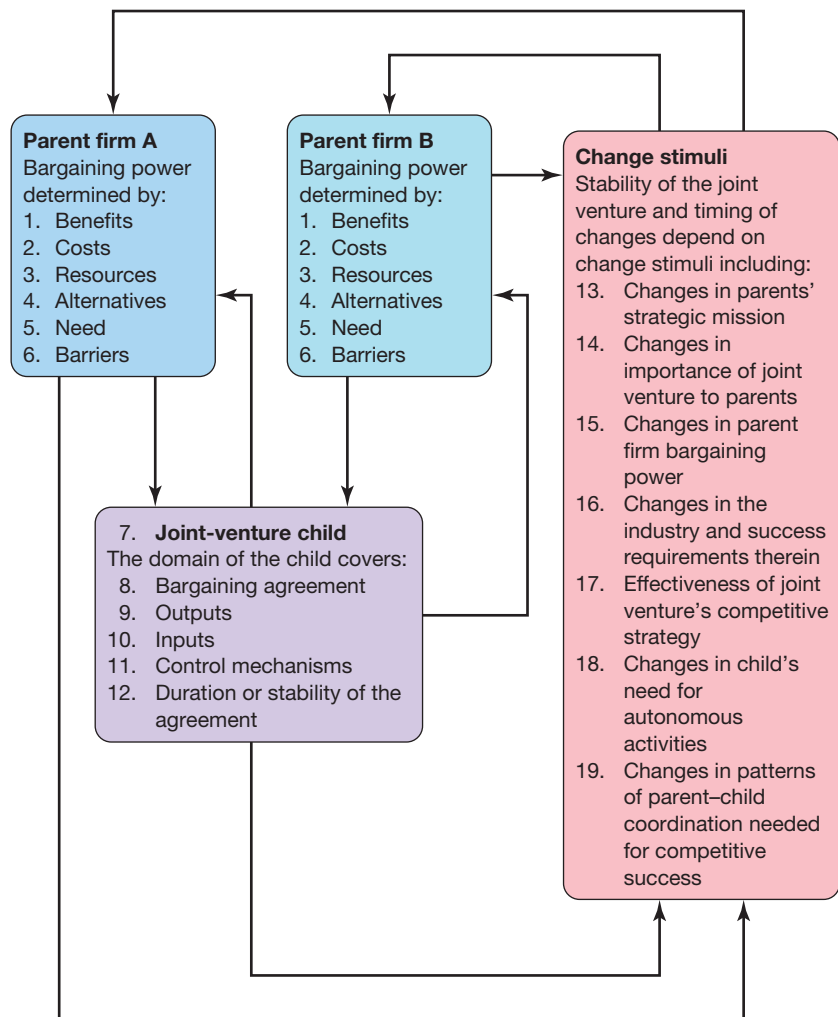 Parent firm A
Bargaining power
determined by:
1. Benefits
2. Costs
3. Resources
4. Alternatives
5. Need
6. Barriers
Parent firm B
Bargaining power
determined by:
1. Benefits
2. Costs
3. Resources
4. Alternatives
5. Need
6. Barriers
Change stimuli
Stability of the joint
venture and timing of
changes depend on
change stimuli including:
13. Changes in parents'
strategic mission
14. Changes in
importance of joint
venture to parents
15. Changes in parent
firm bargaining
power
16. Changes in the
industry and success
requirements therein
17. Effectiveness of joint
venture's competitive
strategy
18. Changes in child's
need for
autonomous
activities
19. Changes in patterns
of parent–child
coordination needed
for competitive
success
7. Joint-venture child
The domain of the child covers:
8. Bargaining agreement
9. Outputs
10. Inputs
11. Control mechanisms
12. Duration or stability of the
agreement